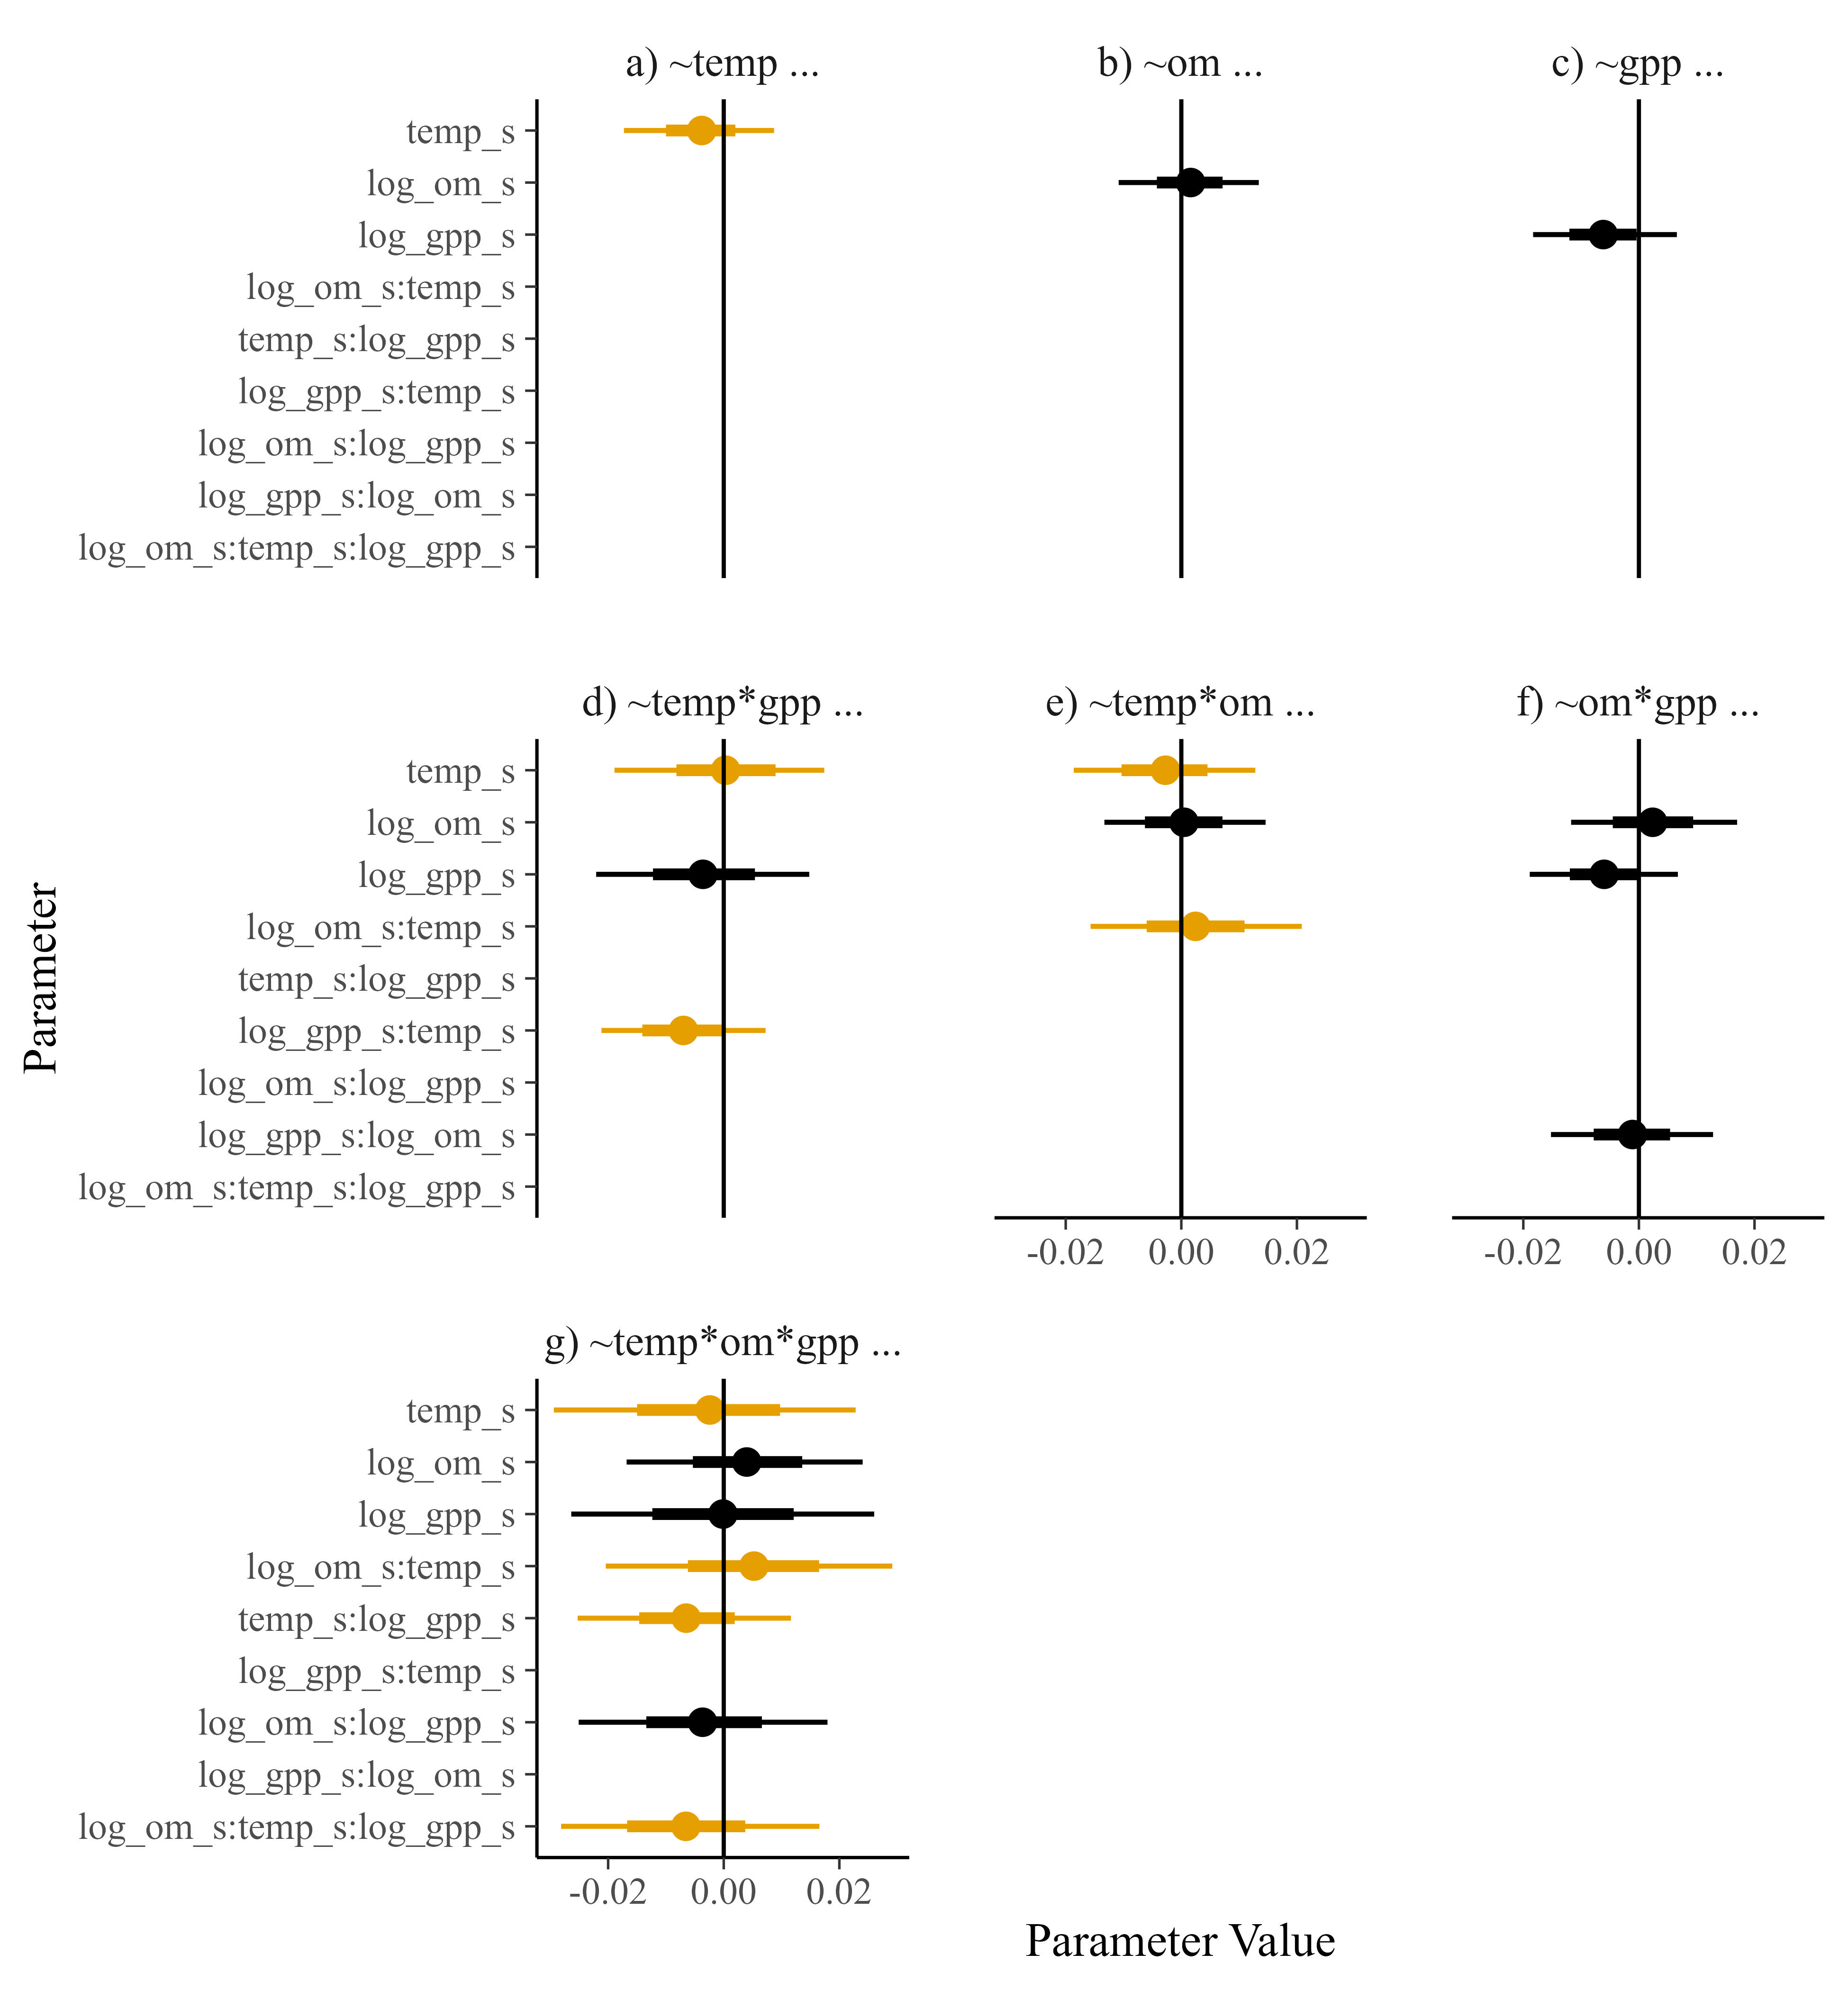 a) ~temp ...
b) ~om ...
c) ~gpp ...
temp_s
log_om_s
log_gpp_s
log_om_s:temp_s
temp_s:log_gpp_s
log_gpp_s:temp_s
log_om_s:log_gpp_s
log_gpp_s:log_om_s
log_om_s:temp_s:log_gpp_s
d) ~temp*gpp ...
e) ~temp*om ...
f) ~om*gpp ...
temp_s
log_om_s
log_gpp_s
log_om_s:temp_s
temp_s:log_gpp_s
log_gpp_s:temp_s
log_om_s:log_gpp_s
log_gpp_s:log_om_s
log_om_s:temp_s:log_gpp_s
-0.02 0.00 0.02
-0.02 0.00 0.02
Parameter
g) ~temp*om*gpp ...
temp_s
log_om_s
log_gpp_s
log_om_s:temp_s
temp_s:log_gpp_s
log_gpp_s:temp_s
log_om_s:log_gpp_s
log_gpp_s:log_om_s
log_om_s:temp_s:log_gpp_s
-0.02 0.00 0.02
Parameter Value